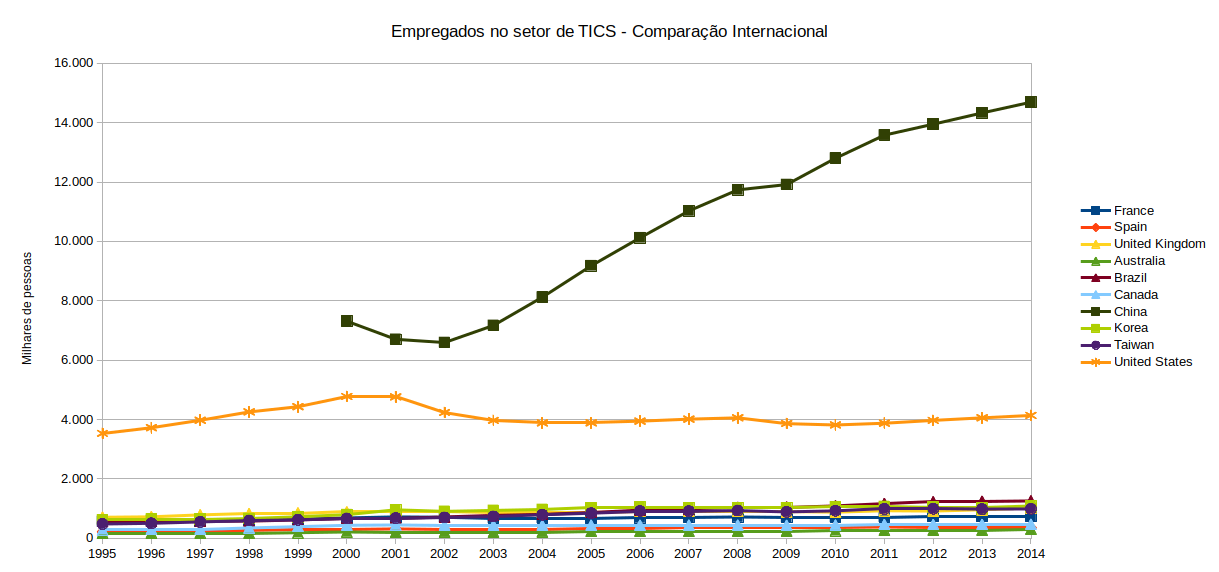 Empregados no setor de TICS - Comparação Internacional
Milhares de pessoas
16.000
14.000
12.000
10.000
8.000
6.000
4.000
2.000
0
1995 1996 1997 1998 1999 2000 2001 2002 2003 2004 2005 2006 2007 2008 2009 2010 2011 2012 2013 2014
France
Spain
United Kingdom
Australia
Brazil
Canada
China
Korea
Taiwan
United States